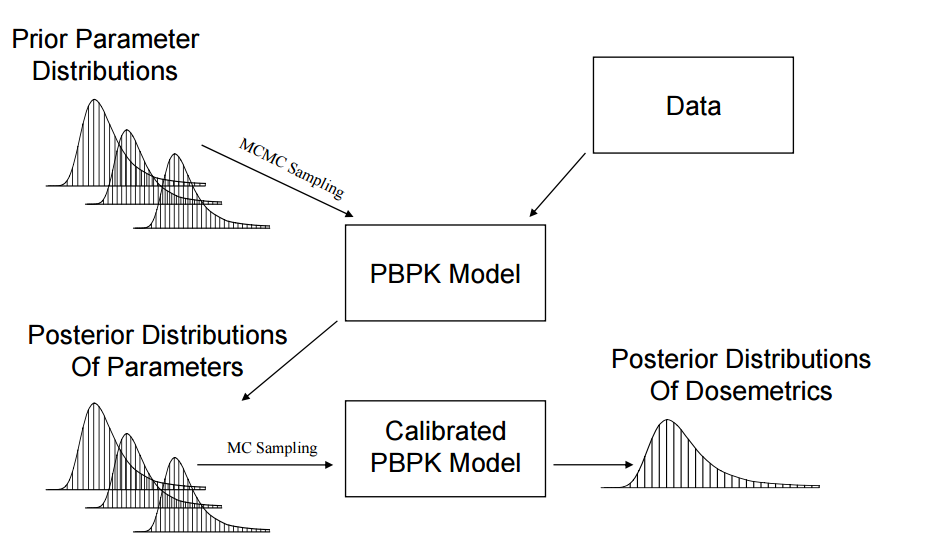 Prior Parameter
Distributions
Data
MCMC Sampling
PBPK Model
Posterior Distributions
Of Parameters
Posterior Distributions
Of Dosemetrics
MC Sampling
Calibrated
PBPK Model